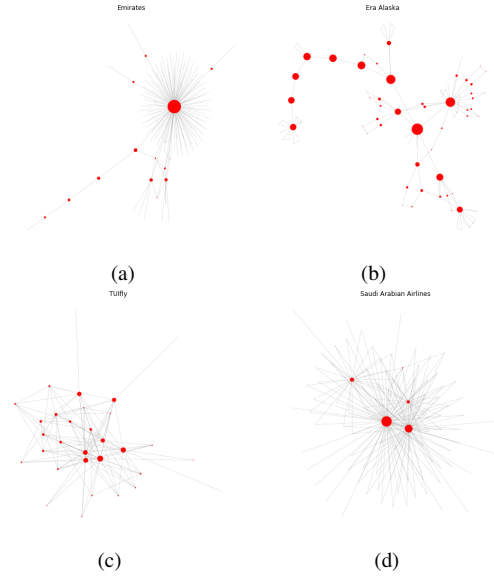 Emirates
Era Alaska
(a)
(b)
TUIfly
Saudi Arabian Airlines
(c)
(d)